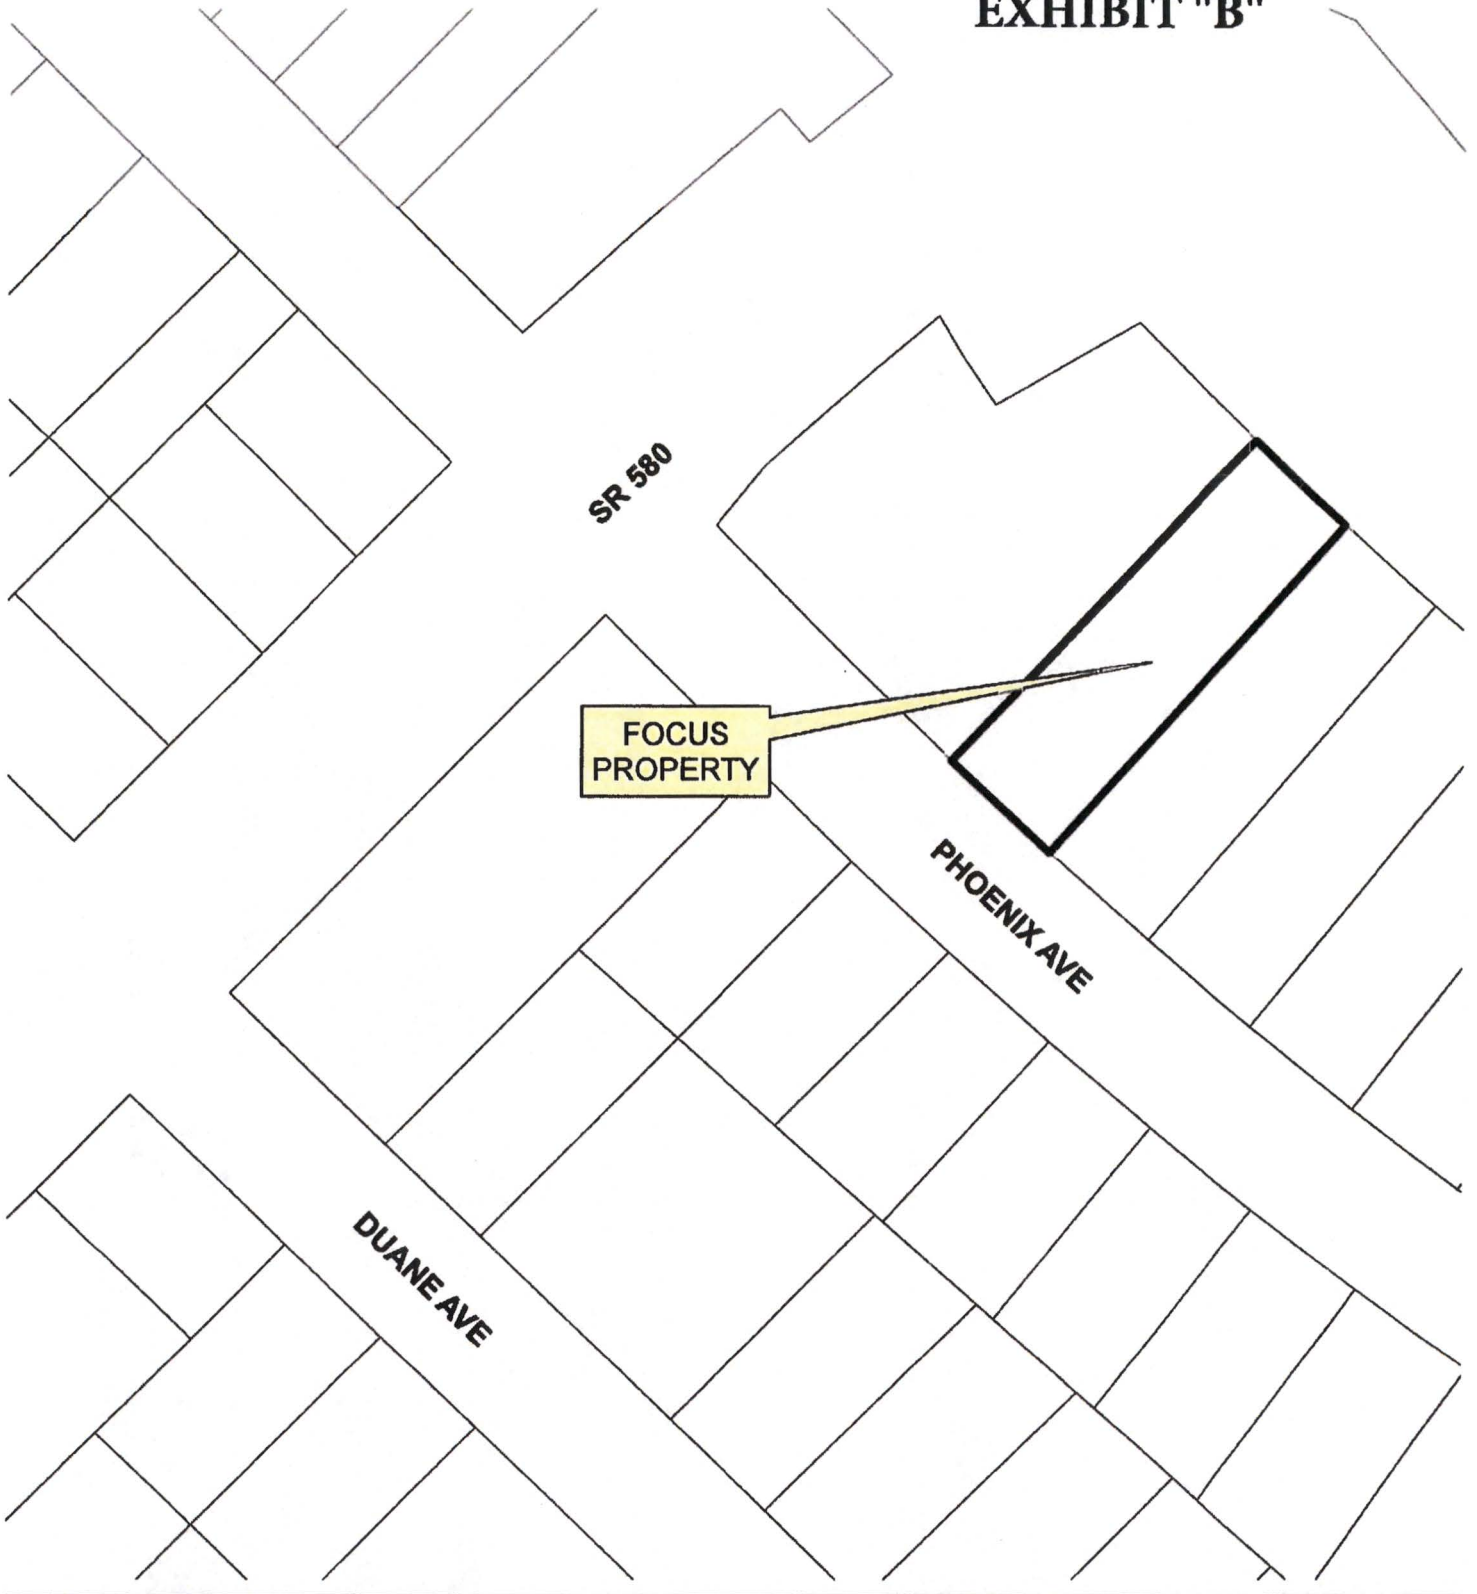 EXHIBIT "B"
SR 580
FOCUS
PROPERTY
PHOENIX AVE
DUANE AVE